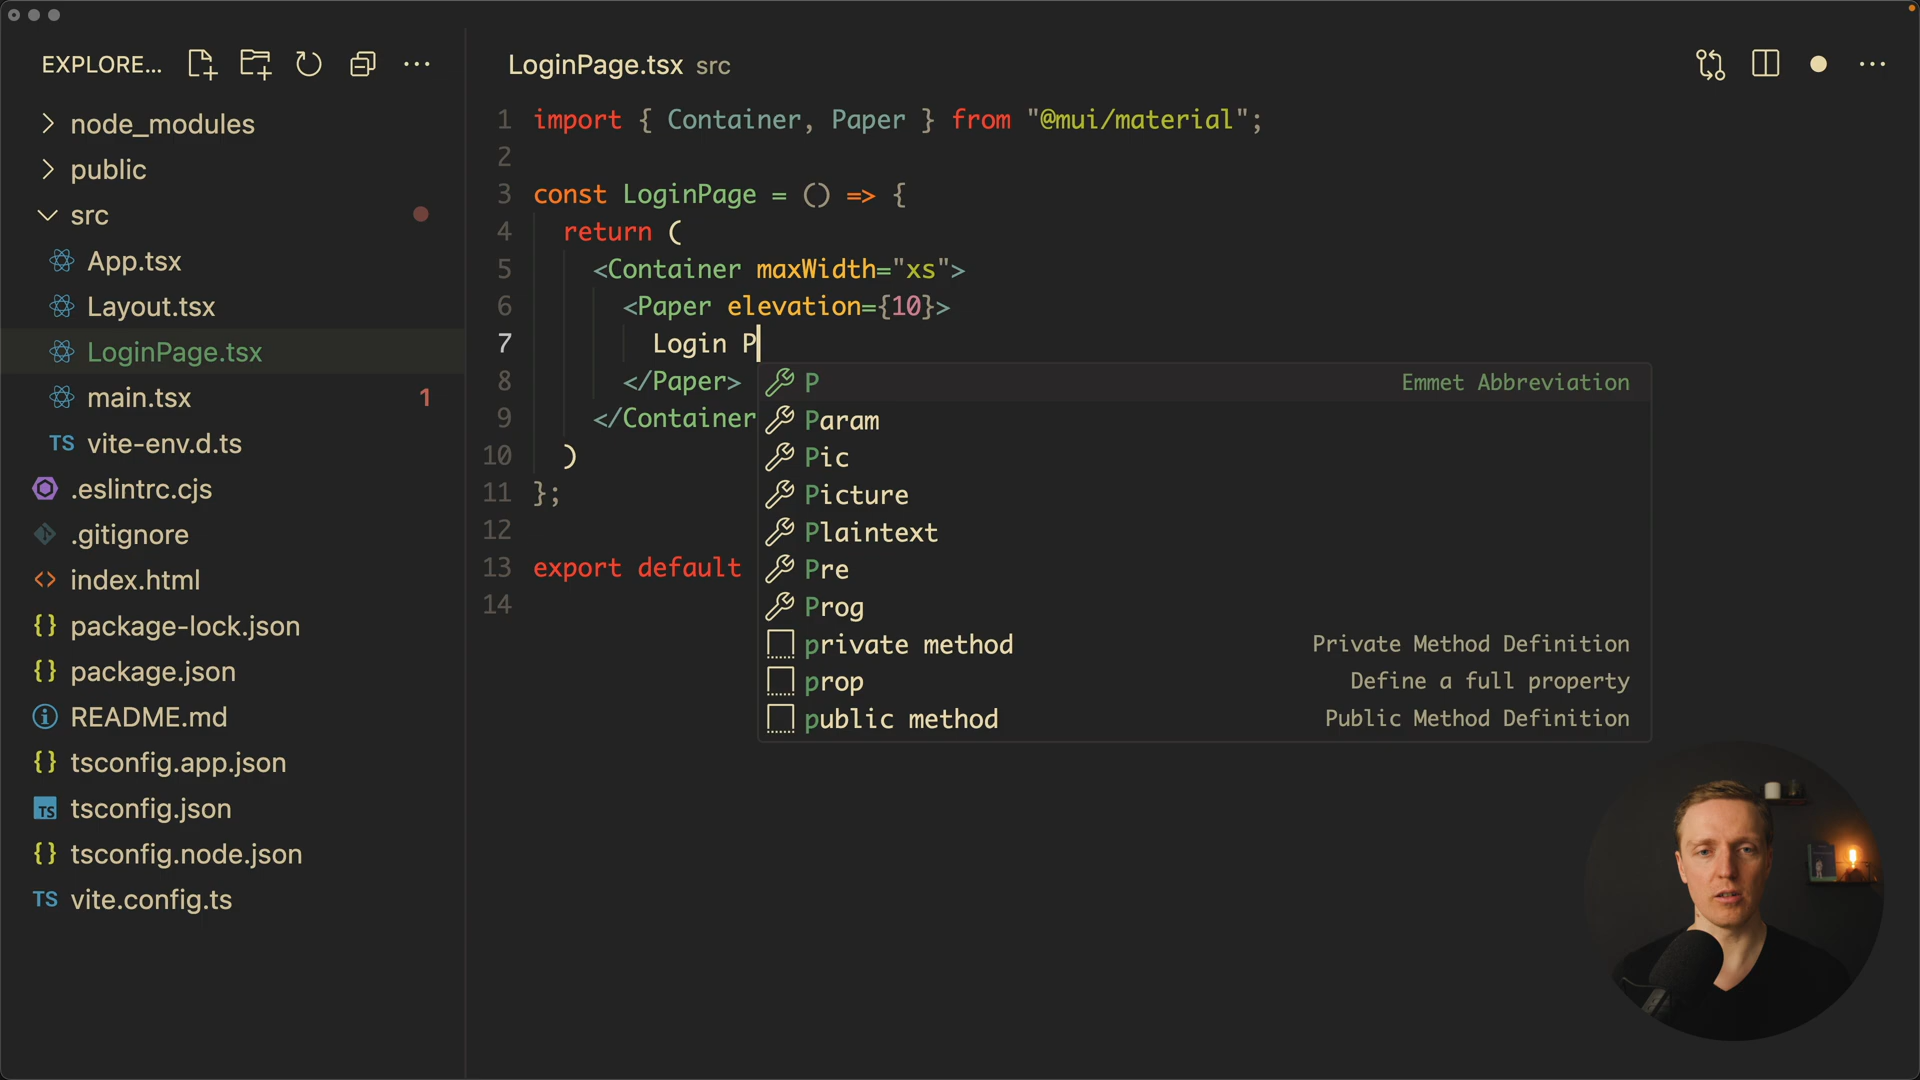 EXPLORE...
node_modules
public
src
App.tsx
Layout.tsx
LoginPage.tsx
main.tsx 1
TS vite-env.d.ts
.eslintrc.cjs
.gitignore
<> index.html
{} package-lock.json
{} package.json
README.md
{} tsconfig.app.json
TS tsconfig.json
{} tsconfig.node.json
TS vite.config.ts
LoginPage.tsx src
1 import { Container, Paper } from "@mui/material";
2
3 const LoginPage = () => {
4 return (
5 <Container maxWidth="xs">
6 <Paper elevation={10}>
7 Login P
8 </Paper>
9 </Container
10 )
11 };
12
13 export default
14
P Emmet Abbreviation
Param
Pic
Picture
Plaintext
Pre
Prog
private method Private Method Definition
prop Define a full property
public method Public Method Definition